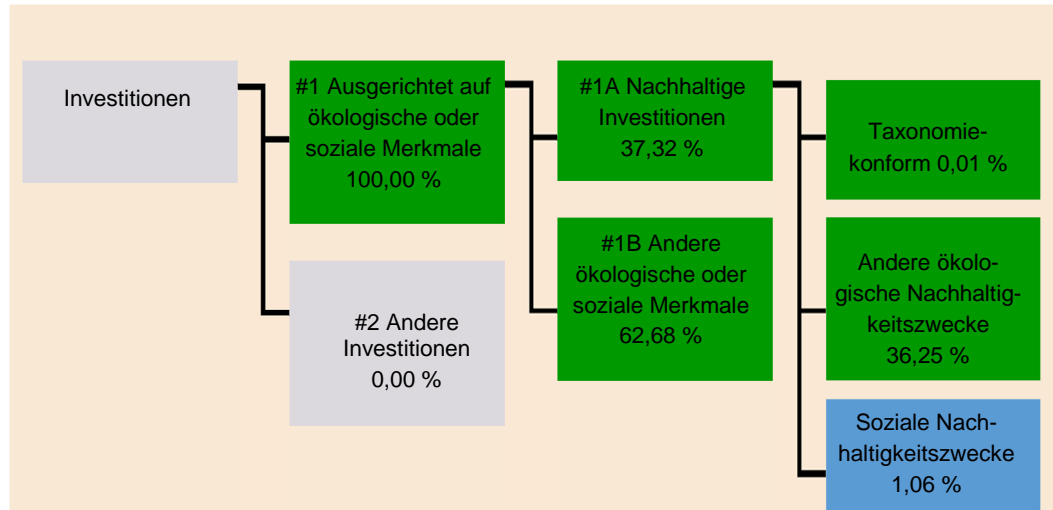 Investitionen
#1 Ausgerichtet auf
ökologische oder
soziale Merkmale
100,00 %
#2 Andere
Investitionen
0,00 %
#1A Nachhaltige
Investitionen
37,32 %
#1B Andere
ökologische oder
soziale Merkmale
62,68 %
Taxonomie-
konform 0,01 %
Andere ökolo-
gische Nachhaltig-
keitszwecke
36,25 %
Soziale Nach-
haltigkeitszwecke
1,06 %